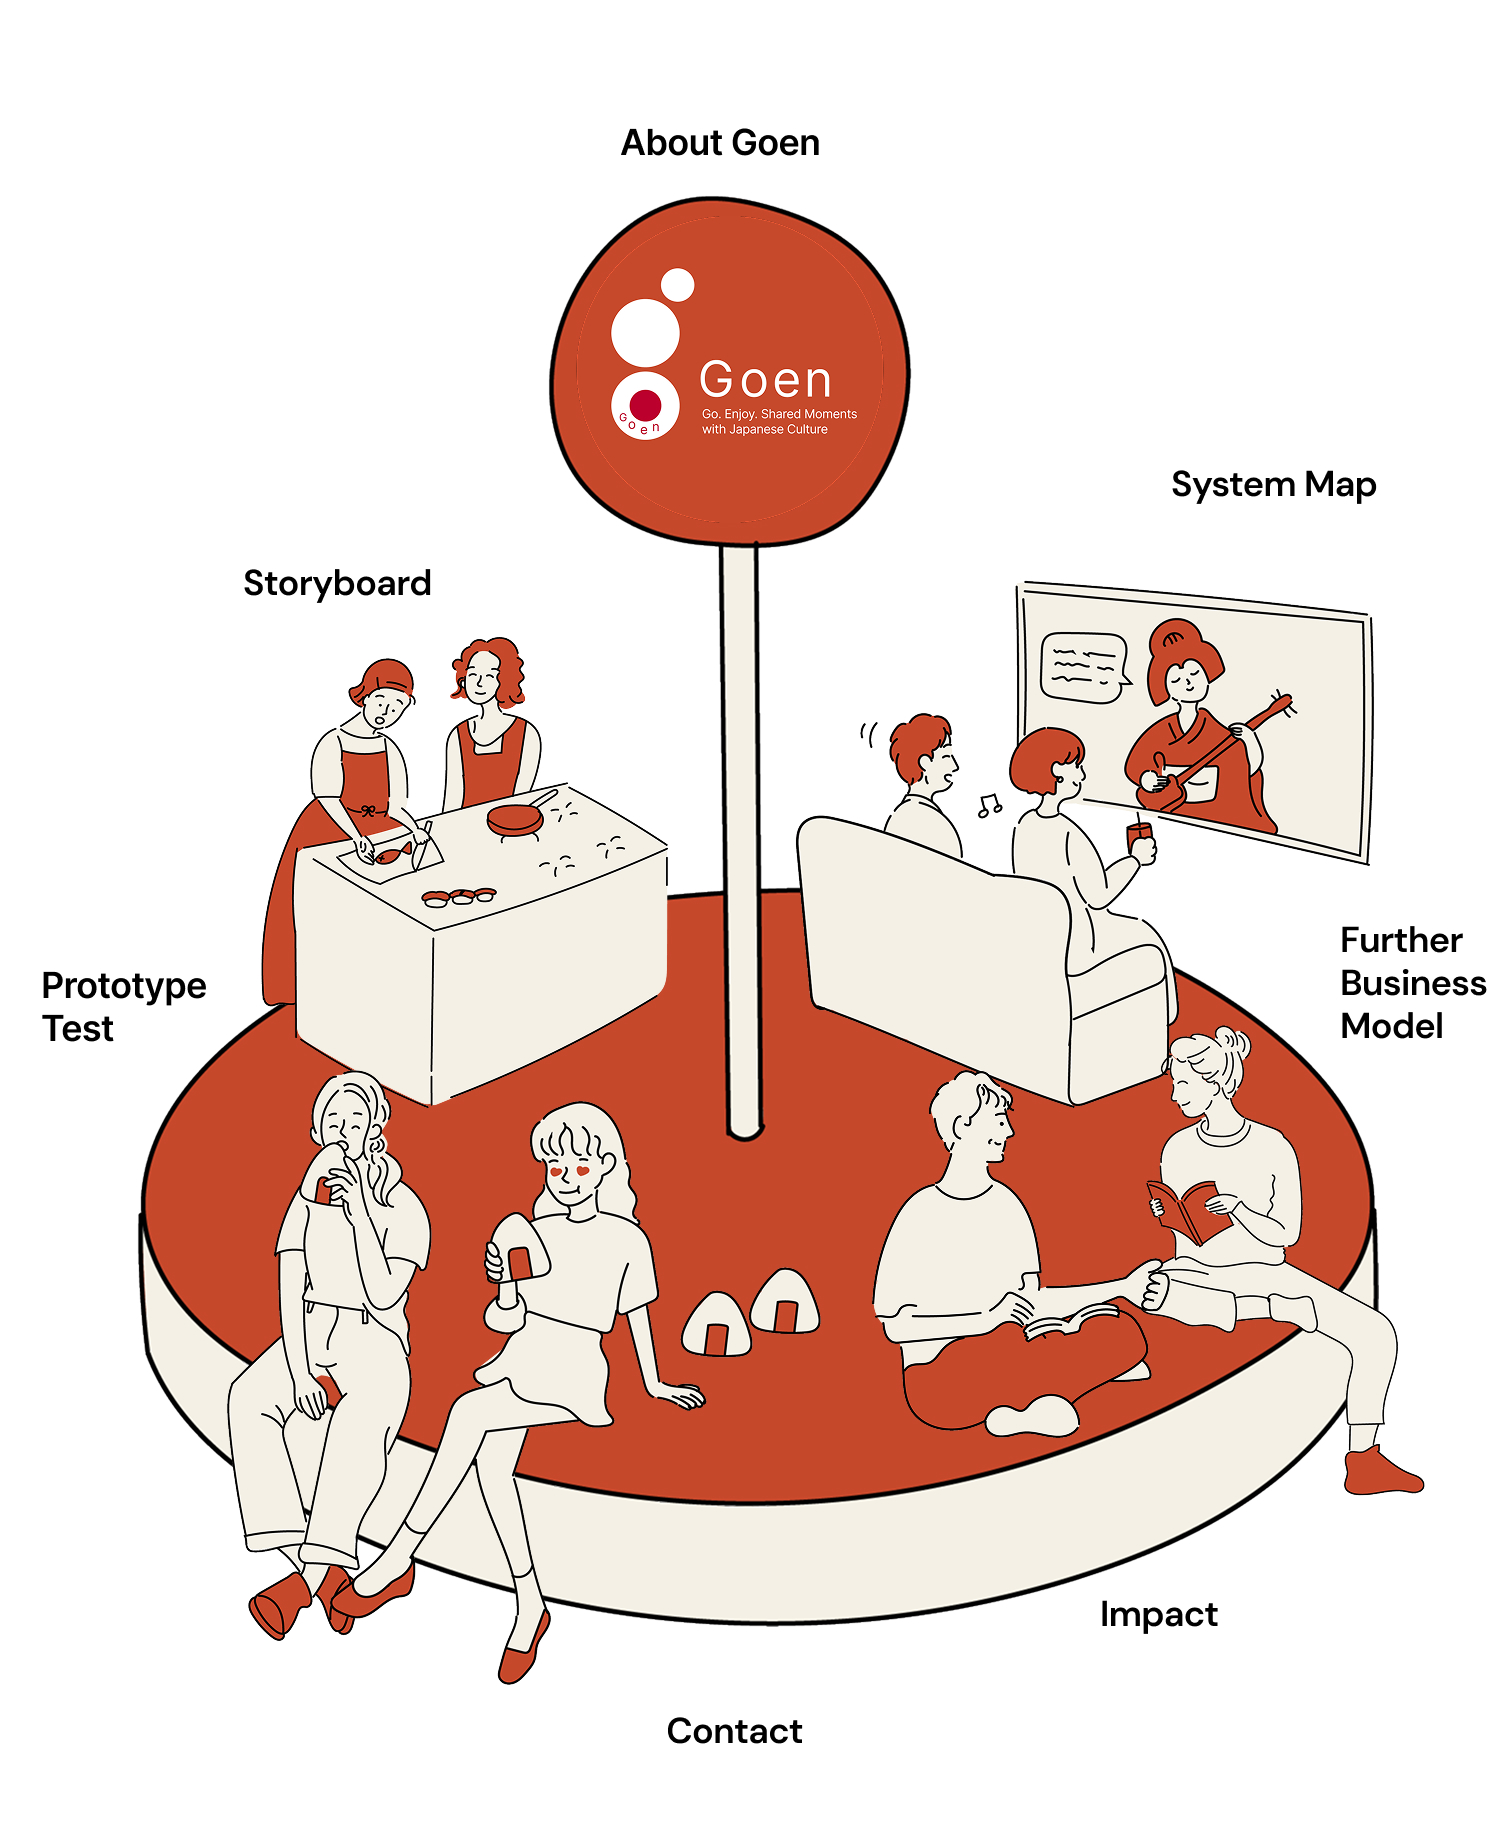 About Goen
Goen
Goen
Go. Enjoy. Shared Moments
with Japanese Culture
System Map
Storyboard
Further
Business
Model
Prototype
Test
Impact
Contact